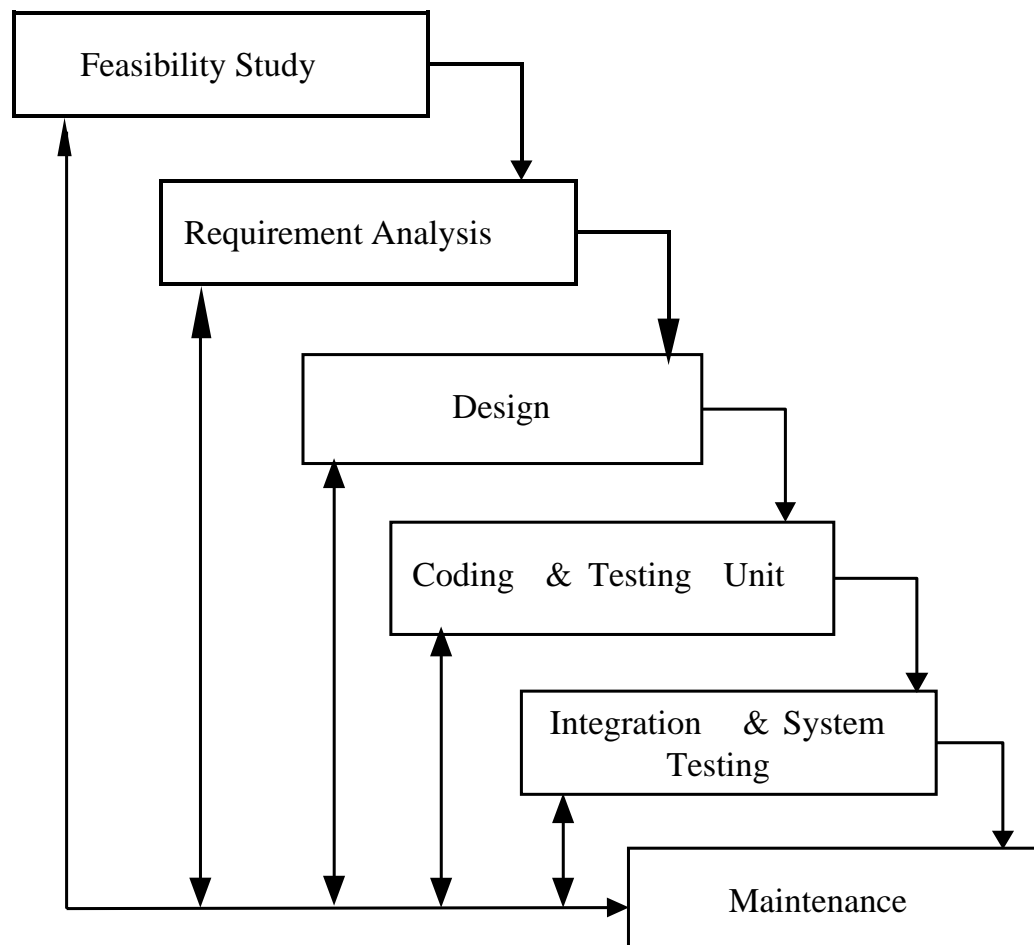 Feasibility Study
Requirement Analysis
Design
Coding & Testing Unit
Integration & System
Testing
Maintenance